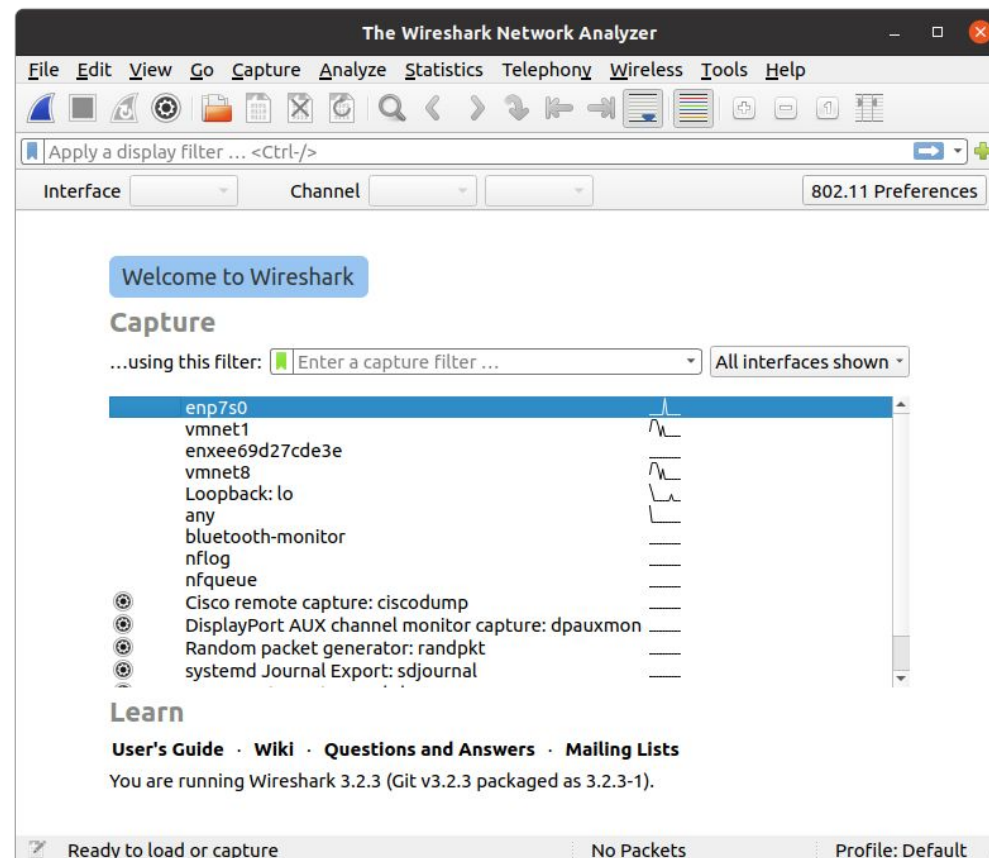 The Wireshark Network Analyzer
File Edit View Go Capture Analyze Statistics Telephony Wireless Tools Help
Apply a display filter … <Ctrl-/>
Interface Channel 802.11 Preferences
Welcome to Wireshark
Capture
…using this filter: Enter a capture filter … All interfaces shown
enp7s0
vmnet1
enxee69d27cde3e
vmnet8
Loopback: lo
any
bluetooth-monitor
nflog
nfqueue
Cisco remote capture: ciscodump
DisplayPort AUX channel monitor capture: dpauxmon
Random packet generator: randpkt
systemd Journal Export: sdjournal
Learn
User's Guide · Wiki · Questions and Answers · Mailing Lists
You are running Wireshark 3.2.3 (Git v3.2.3 packaged as 3.2.3-1).
Ready to load or capture No Packets Profile: Default